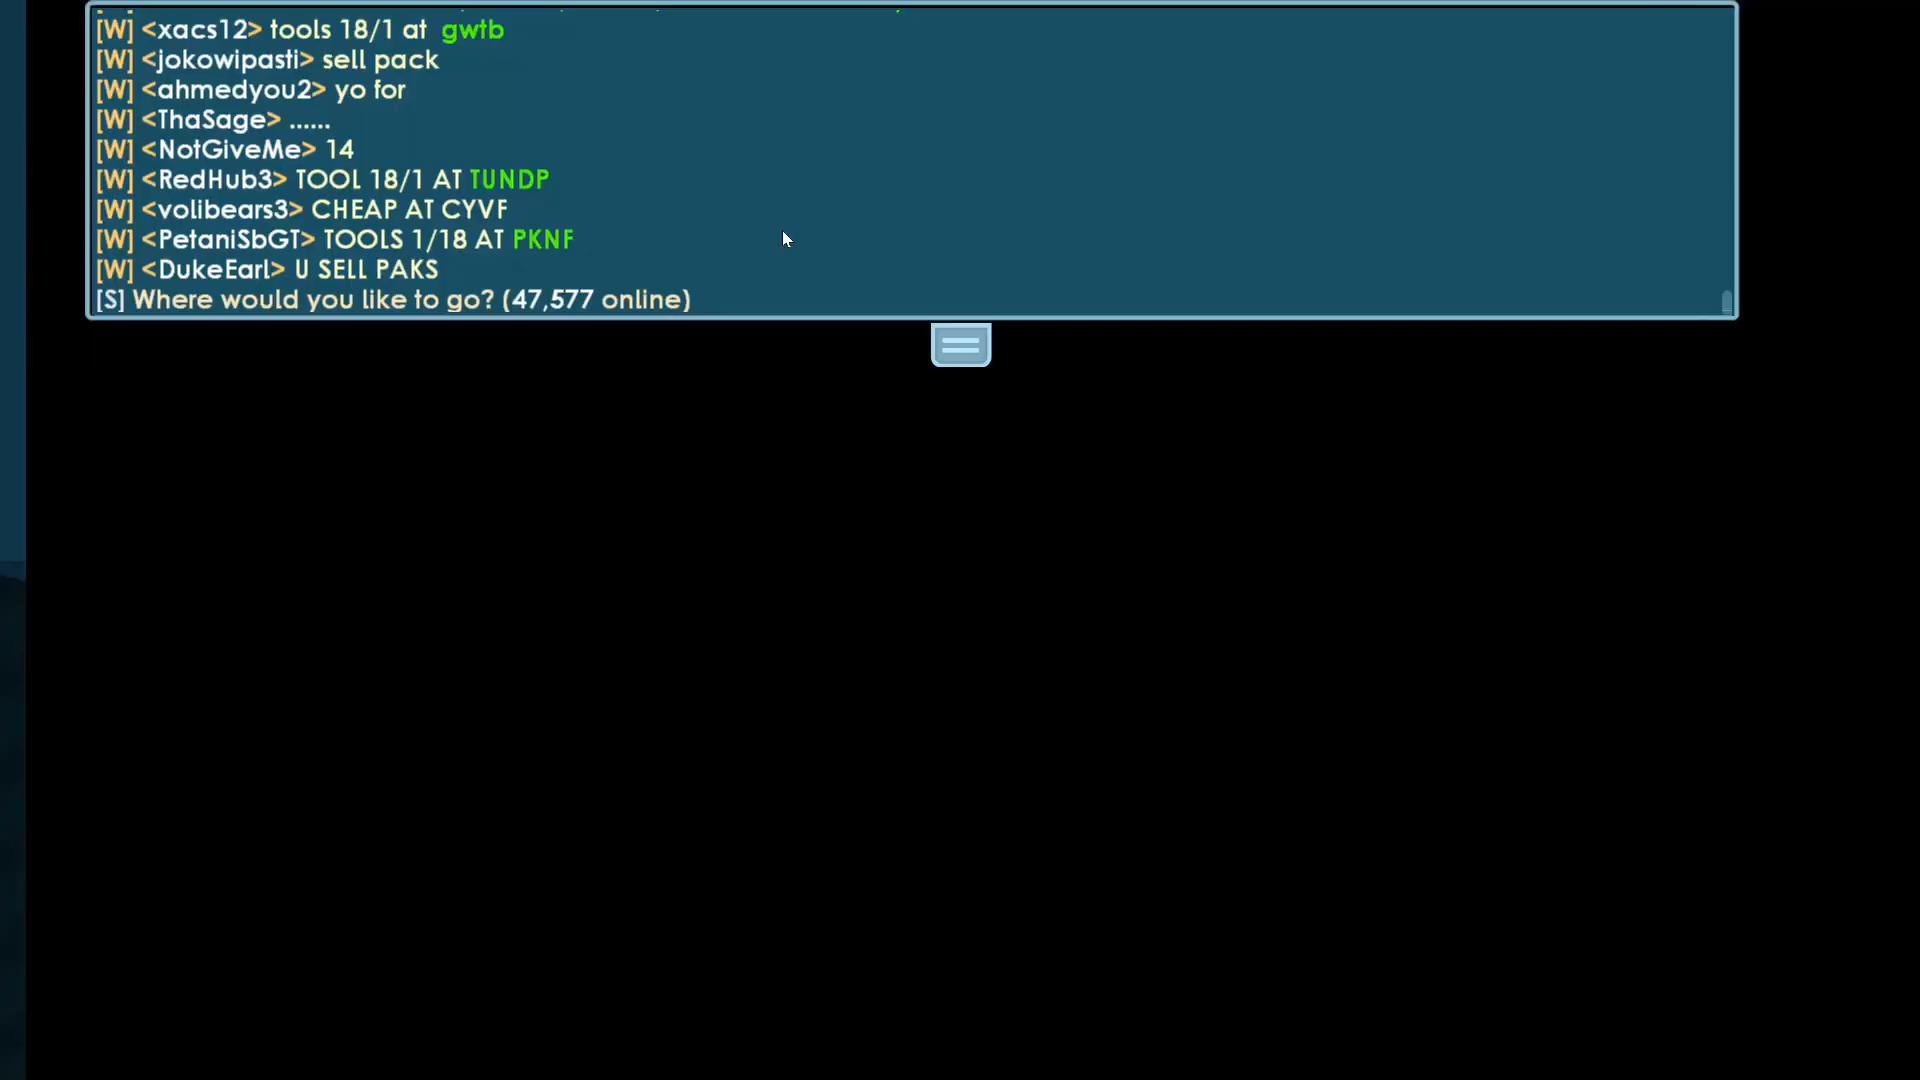 [W] <xacs12> tools 18/1 at gwtb
[W] <jokowipasti> sell pack
[W] <ahmedyou2> yo for
[W] <ThaSage> ......
[W] <NotGiveMe> 14
[W] <RedHub3> TOOL 18/1 AT TUNDP
[W] <volibears3> CHEAP AT CYVF
[W] <PetaniSbGT> TOOLS 1/18 AT PKNF
[W] <DukeEarl> U SELL PAKS
[S] Where would you like to go? (47,577 online)